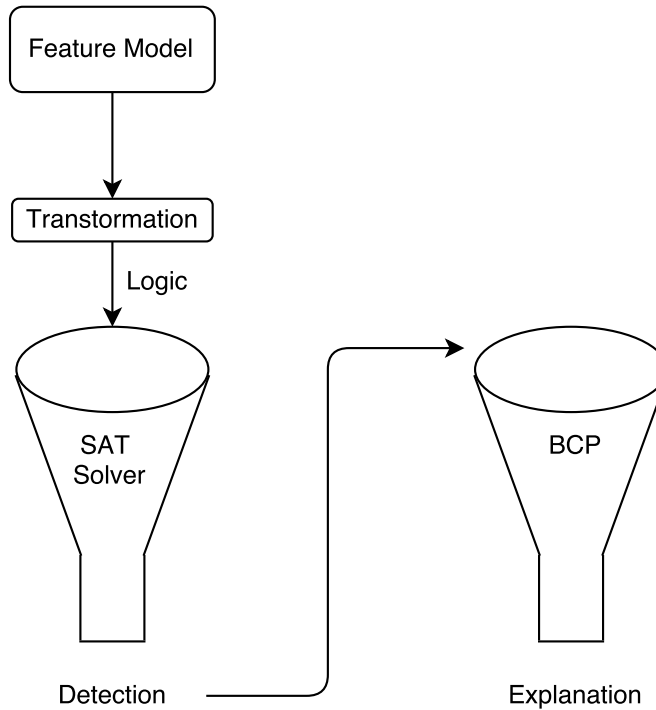 Feature Model
Transtormation
Logic
SAT
Solver
BCP
Detection
Explanation